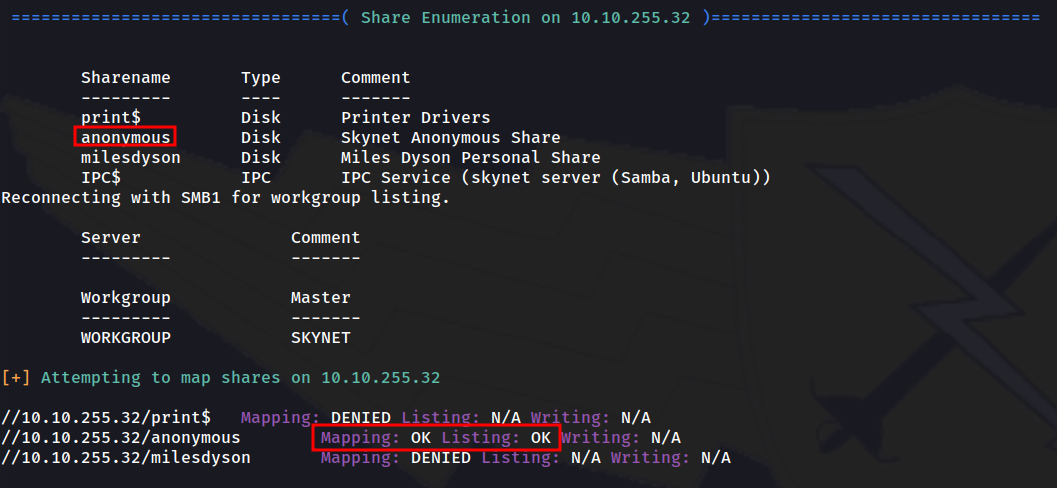 =================================( Share Enumeration on 10.10.255.32 )=================================
Sharename Type Comment
--------- ---- -------
print$ Disk Printer Drivers
anonymous Disk Skynet Anonymous Share
milesdyson Disk Miles Dyson Personal Share
IPC$ IPC IPC Service (skynet server (Samba, Ubuntu))
Reconnecting with SMB1 for workgroup listing.
Server Comment
--------- -------
Workgroup Master
--------- -------
WORKGROUP SKYNET
[+] Attempting to map shares on 10.10.255.32
//10.10.255.32/print$ Mapping: DENIED Listing: N/A Writing: N/A
//10.10.255.32/anonymous Mapping: OK Listing: OK Writing: N/A
//10.10.255.32/milesdyson Mapping: DENIED Listing: N/A Writing: N/A